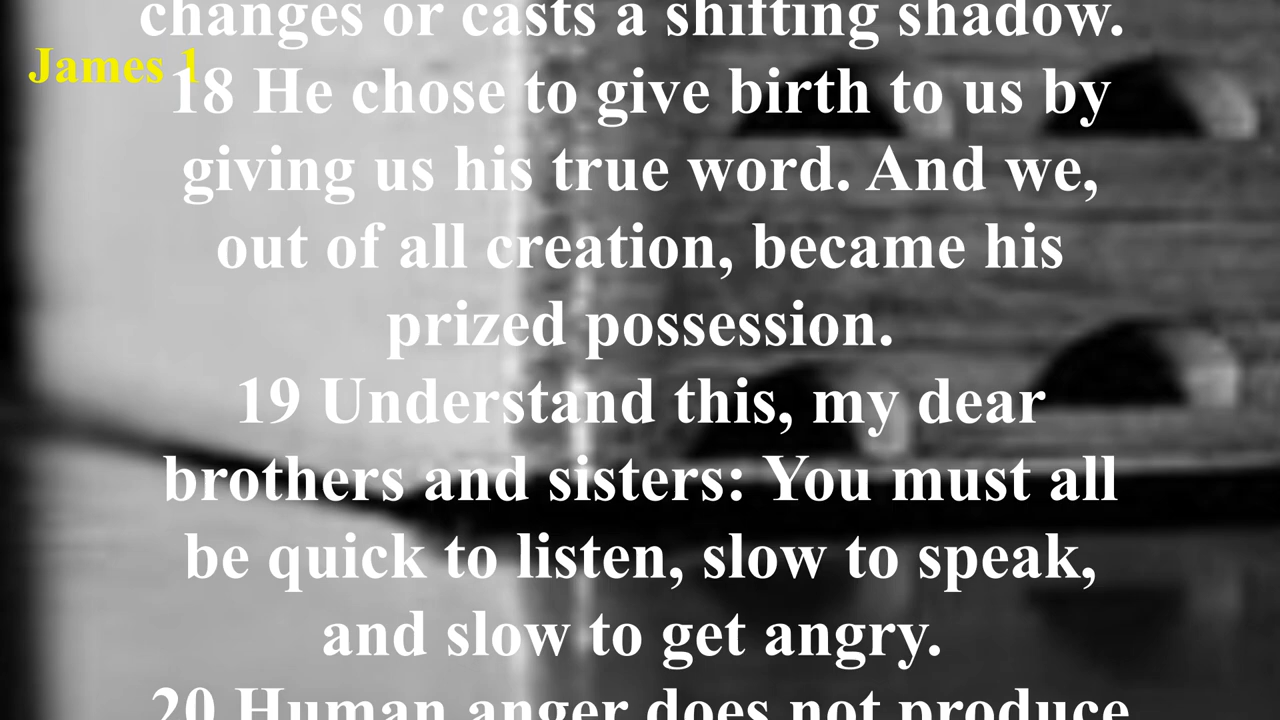 changes or casts a shifting shadow.
James 1
18 He chose to give birth to us by
giving us his true word. And we,
out of all creation, became his
prized possession.
19 Understand this, my dear
brothers and sisters: You must all
be quick to listen, slow to speak,
and slow to get angry.
20 Human anger does not produce